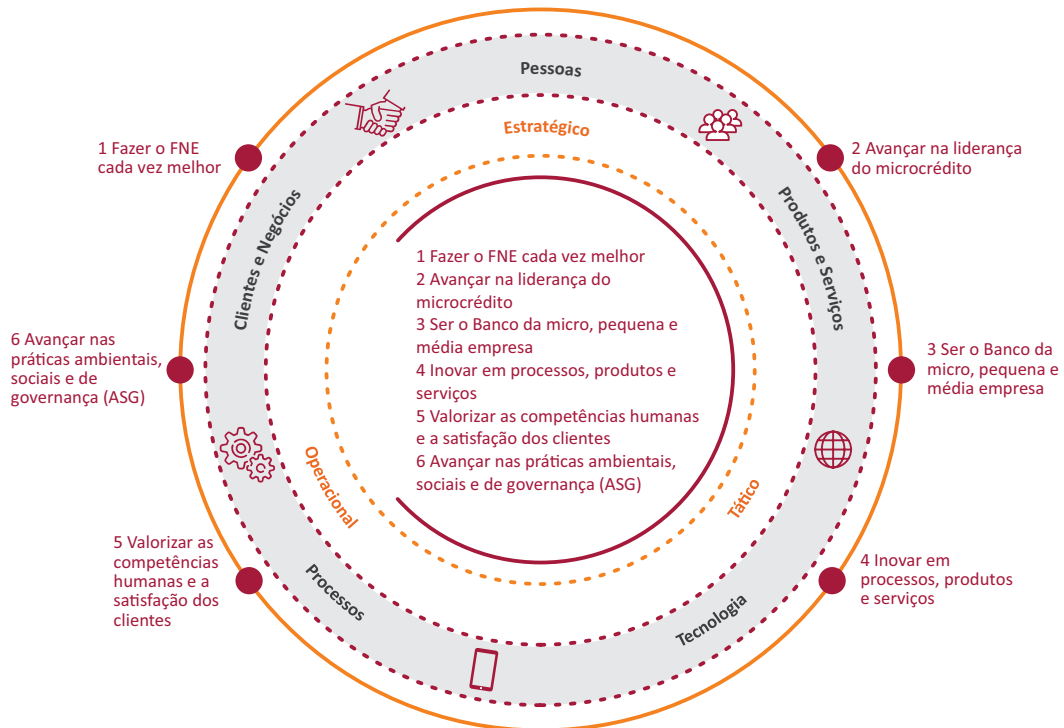 Pessoas
Estratégico
1 Fazer o FNE
cada vez melhor
2 Avançar na liderança
do microcrédito
Clientes e Negócios
Produtos e Serviços
1 Fazer o FNE cada vez melhor
2 Avançar na liderança do
microcrédito
3 Ser o Banco da micro, pequena e
média empresa
4 Inovar em processos, produtos e
serviços
5 Valorizar as competências humanas
e a satisfação dos clientes
6 Avançar nas práticas ambientais,
sociais e de governança (ASG)
6 Avançar nas
práticas ambientais,
sociais e de
governança (ASG)
3 Ser o Banco da
micro, pequena e
média empresa
Operacional
Tático
5 Valorizar as
competências
humanas e a
satisfação dos
clientes
4 Inovar em
processos, produtos
e serviços
Processos
Tecnologia